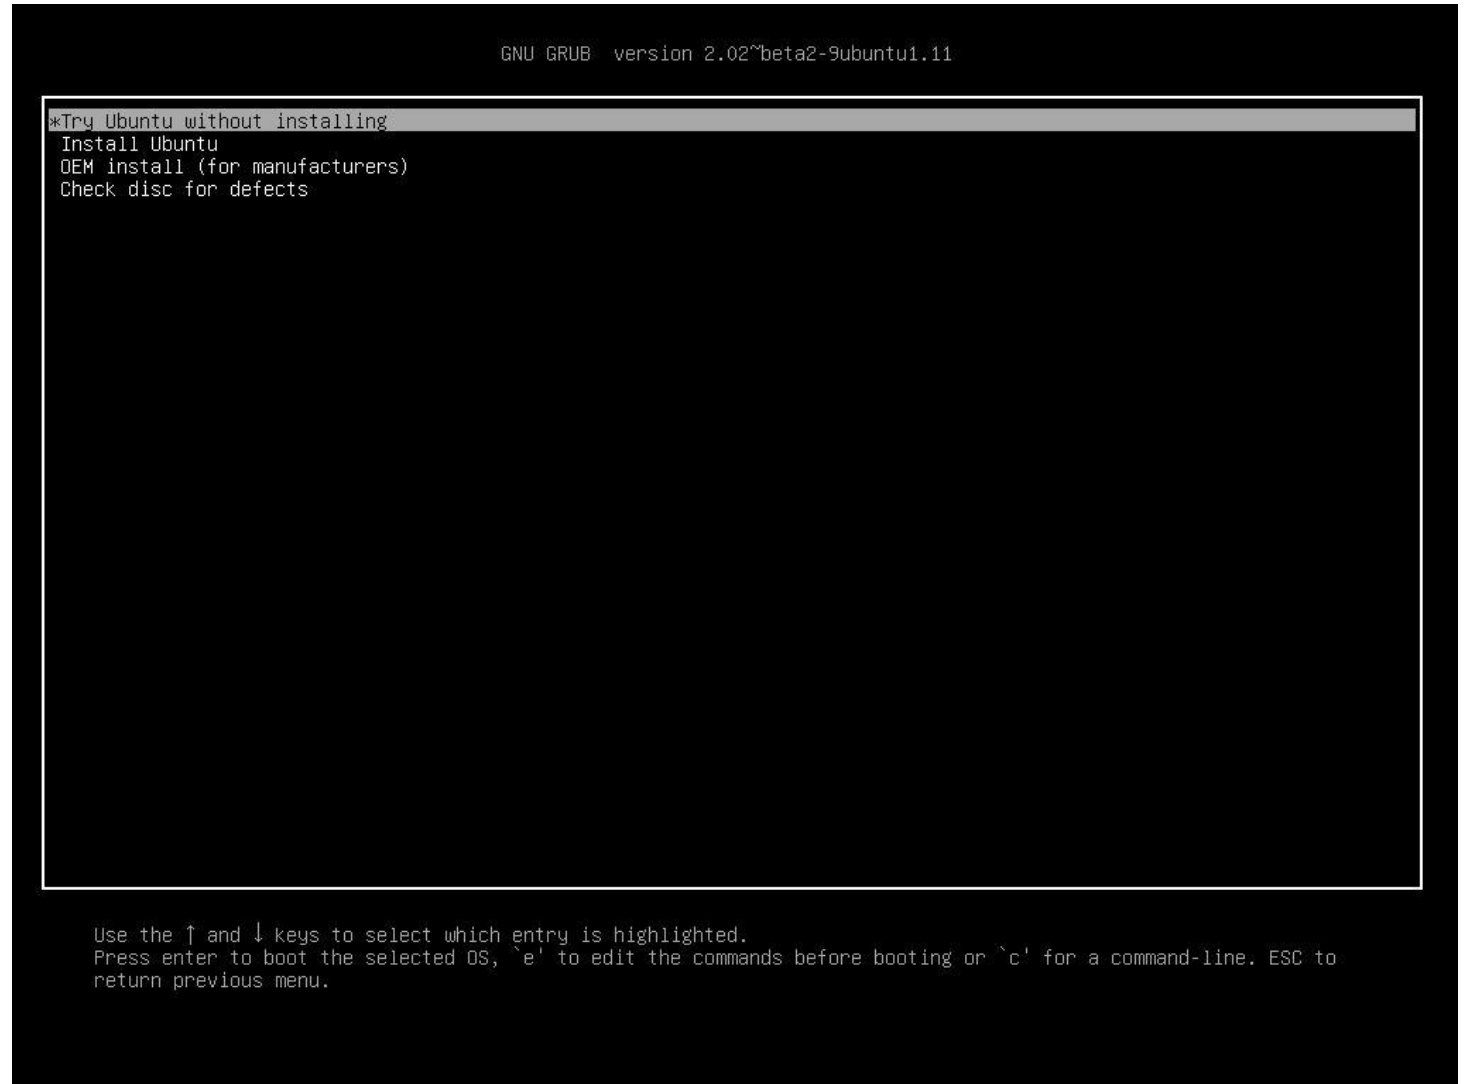 GNU GRUB  version 2.02~beta2-9ubuntu1.11
*Try Ubuntu without installing
Install Ubuntu
OEM install (for manufacturers)
Check disc for defects
Use the ↑ and ↓ keys to select which entry is highlighted.
Press enter to boot the selected OS, `e' to edit the commands before booting or `c' for a command-line. ESC to
return previous menu.